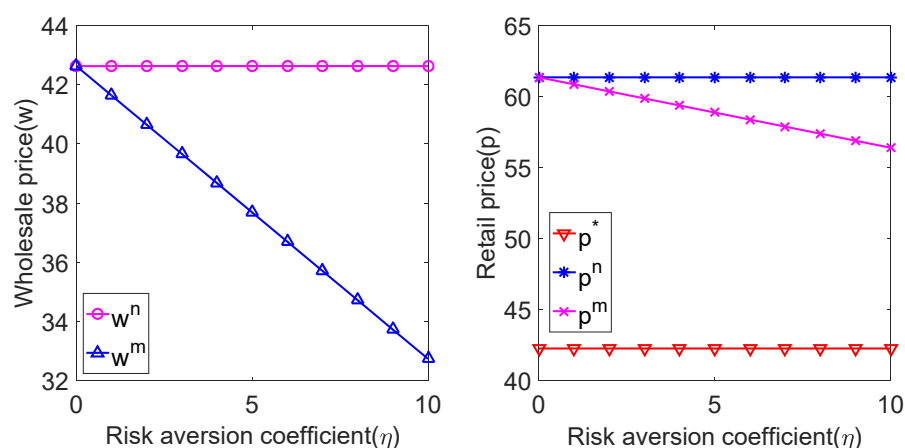 44
42
40
38
36
34
32
Wholesale price(w)
w^n
w^m
0
5
10
Risk aversion coefficient(η)
65
60
55
50
45
40
Retail price(p)
p^*
p^n
p^m
0
5
10
Risk aversion coefficient(η)